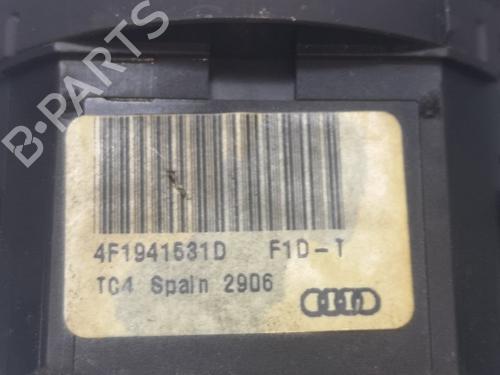 B-PARTS
4F1941531D F1D-T
TC4 Spain 2906